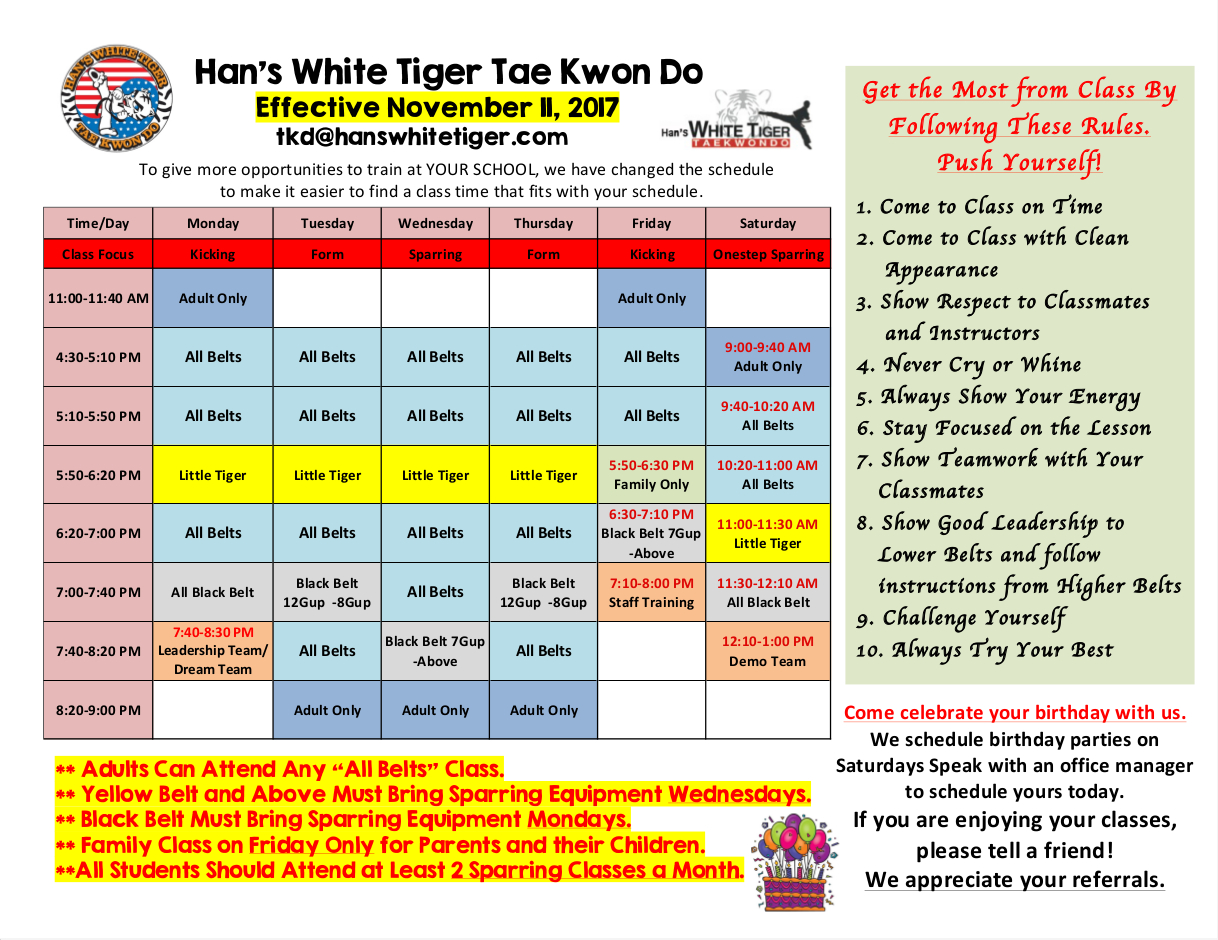 HAN'S WHITE TIGER
TAE KWON DO
Han's White Tiger Tae Kwon Do
Effective November 11, 2017
tkd@hanswhitetiger.com
Han's WHITE TIGER
TAEKWONDO
To give more opportunities to train at YOUR SCHOOL, we have changed the schedule
to make it easier to find a class time that fits with your schedule.
Time/Day Monday Tuesday Wednesday Thursday Friday Saturday
Class Focus Kicking Form Sparring Form Kicking Onestep Sparring
11:00-11:40 AM Adult Only Adult Only
4:30-5:10 PM All Belts All Belts All Belts All Belts All Belts 9:00-9:40 AM
Adult Only
5:10-5:50 PM All Belts All Belts All Belts All Belts All Belts 9:40-10:20 AM
All Belts
5:50-6:20 PM Little Tiger Little Tiger Little Tiger Little Tiger 5:50-6:30 PM 10:20-11:00 AM
Family Only All Belts
6:20-7:00 PM All Belts All Belts All Belts All Belts 6:30-7:10 PM 11:00-11:30 AM
Black Belt 7Gup Little Tiger
-Above
7:00-7:40 PM All Black Belt Black Belt All Belts Black Belt 7:10-8:00 PM 11:30-12:10 AM
12Gup -8Gup 12Gup -8Gup Staff Training All Black Belt
7:40-8:20 PM 7:40-8:30 PM All Belts Black Belt 7Gup All Belts 12:10-1:00 PM
Leadership Team/ -Above Demo Team
Dream Team
8:20-9:00 PM Adult Only Adult Only Adult Only
** Adults Can Attend Any “All Belts” Class.
** Yellow Belt and Above Must Bring Sparring Equipment Wednesdays.
** Black Belt Must Bring Sparring Equipment Mondays.
** Family Class on Friday Only for Parents and their Children.
**All Students Should Attend at Least 2 Sparring Classes a Month.
Get the Most from Class By
Following These Rules.
Push Yourself!
1. Come to Class on Time
2. Come to Class with Clean
Appearance
3. Show Respect to Classmates
and Instructors
4. Never Cry or Whine
5. Always Show Your Energy
6. Stay Focused on the Lesson
7. Show Teamwork with Your
Classmates
8. Show Good Leadership to
Lower Belts and follow
instructions from Higher Belts
9. Challenge Yourself
10. Always Try Your Best
Come celebrate your birthday with us.
We schedule birthday parties on
Saturdays Speak with an office manager
to schedule yours today.
If you are enjoying your classes,
please tell a friend!
We appreciate your referrals.